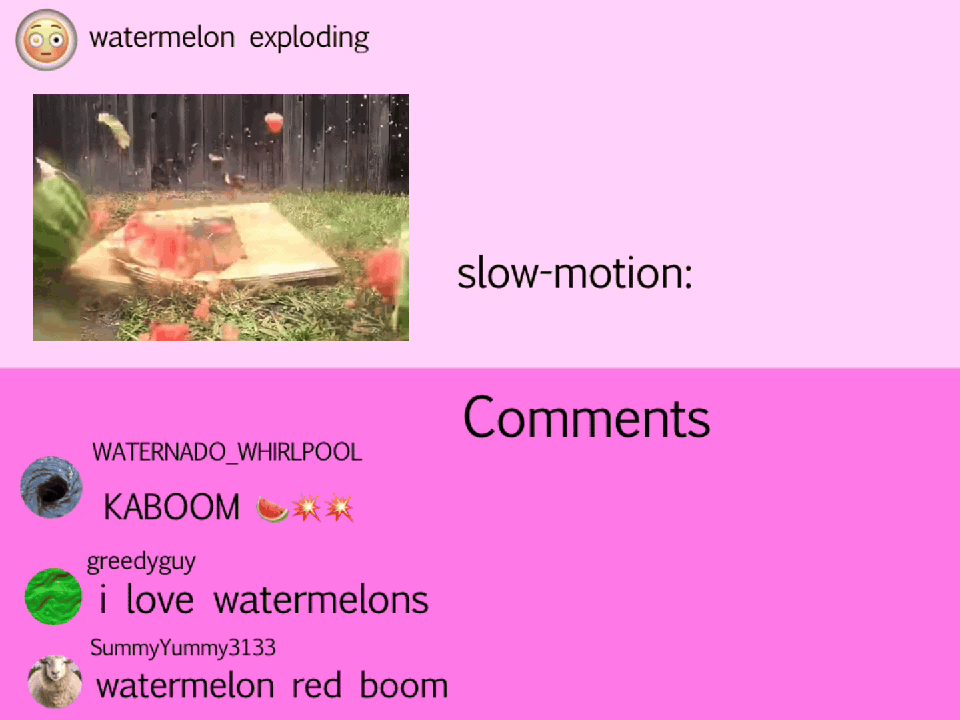 watermelon exploding
slow-motion:
Comments
WATERNADO_WHIRLPOOL
KABOOM 🍉💥💥
greedyguy
i love watermelons
SummyYummy3133
watermelon red boom